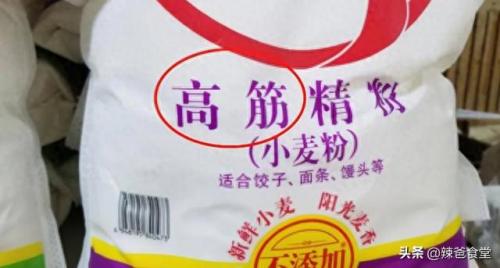 高筋精
(小麦粉)
适合饺子、面条、馒头等
新鲜小麦 阳光麦香
不添加
头条 @辣爸食堂